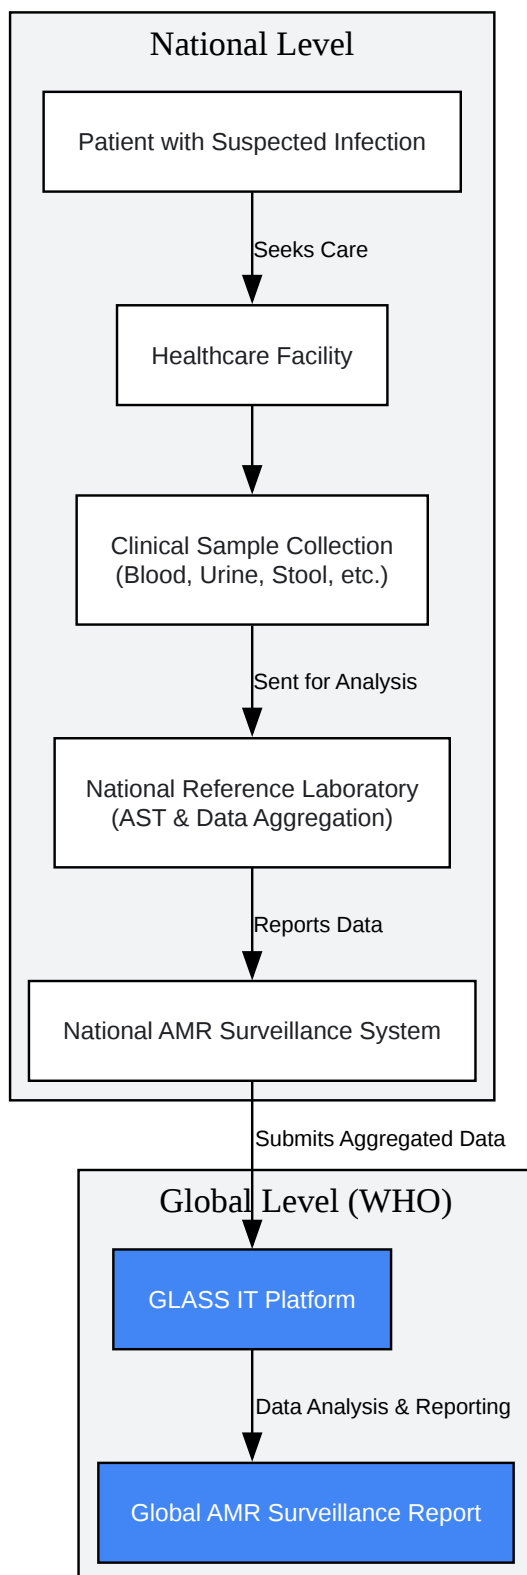 National Level
Patient with Suspected Infection
Seeks Care
Healthcare Facility
Clinical Sample Collection
(Blood, Urine, Stool, etc.)
Sent for Analysis
National Reference Laboratory
(AST & Data Aggregation)
Reports Data
National AMR Surveillance System
Submits Aggregated Data
Global Level (WHO)
GLASS IT Platform
Data Analysis & Reporting
Global AMR Surveillance Report